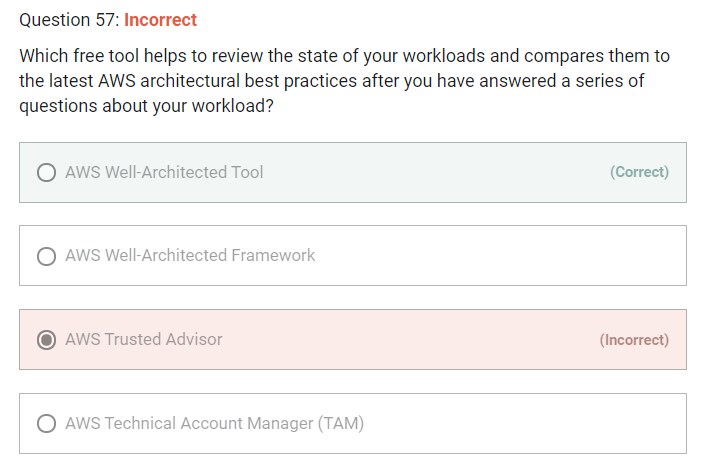 Question 57: Incorrect
Which free tool helps to review the state of your workloads and compares them to
the latest AWS architectural best practices after you have answered a series of
questions about your workload?
AWS Well-Architected Tool (Correct)
AWS Well-Architected Framework
AWS Trusted Advisor (Incorrect)
AWS Technical Account Manager (TAM)